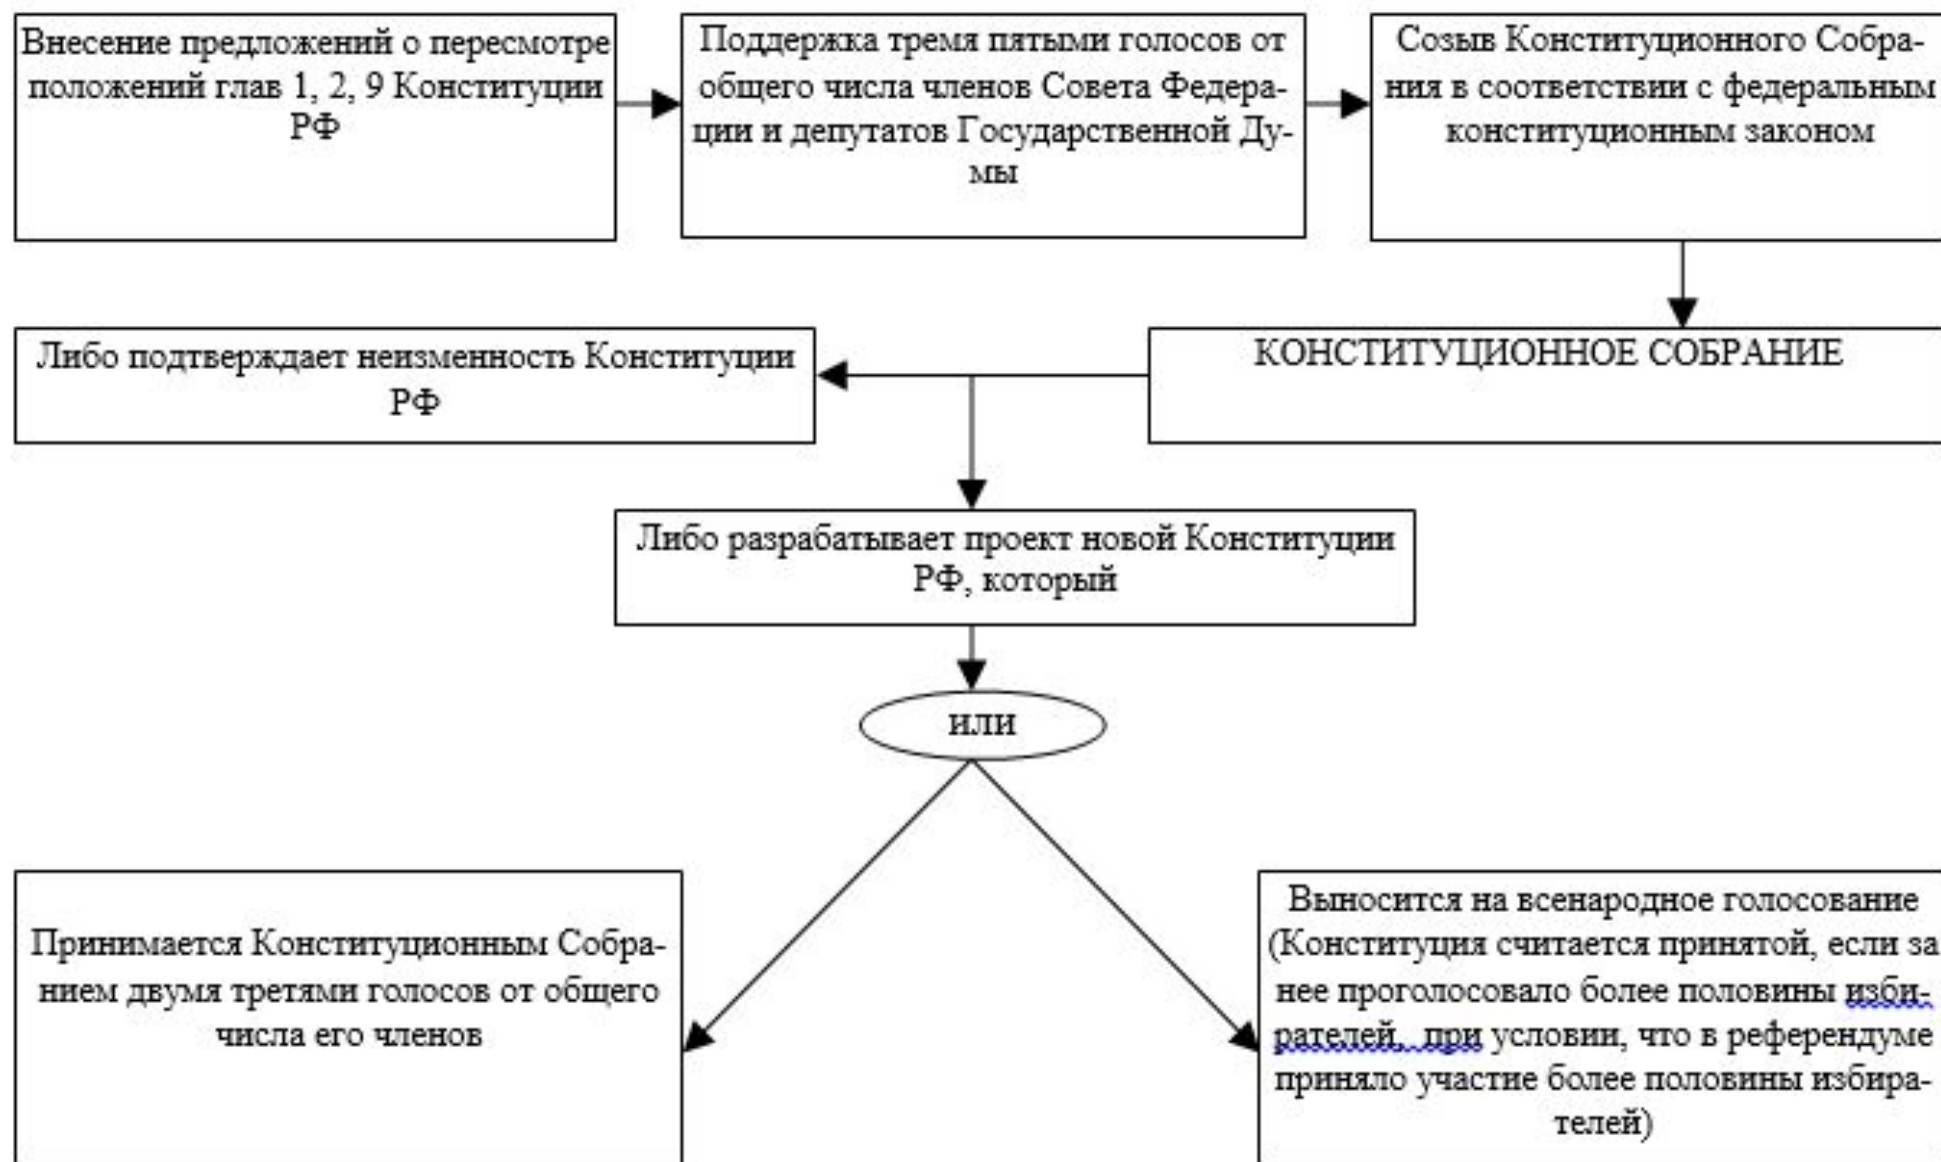 Внесение предложений о пересмотре
положений глав 1, 2, 9 Конституции
РФ
Поддержка тремя пятыми голосов от
общего числа членов Совета Федера-
ции и депутатов Государственной Ду-
мы
Созыв Конституционного Собра-
ния в соответствии с федеральным
конституционным законом
Либо подтверждает неизменность Конституции
РФ
КОНСТИТУЦИОННОЕ СОБРАНИЕ
Либо разрабатывает проект новой Конституции
РФ, который
или
Принимается Конституционным Собра-
нием двумя третями голосов от общего
числа его членов
Выносится на всенародное голосование
(Конституция считается принятой, если за
нее проголосовало более половины изби-
рателей, при условии, что в референдуме
приняло участие более половины избира-
телей)